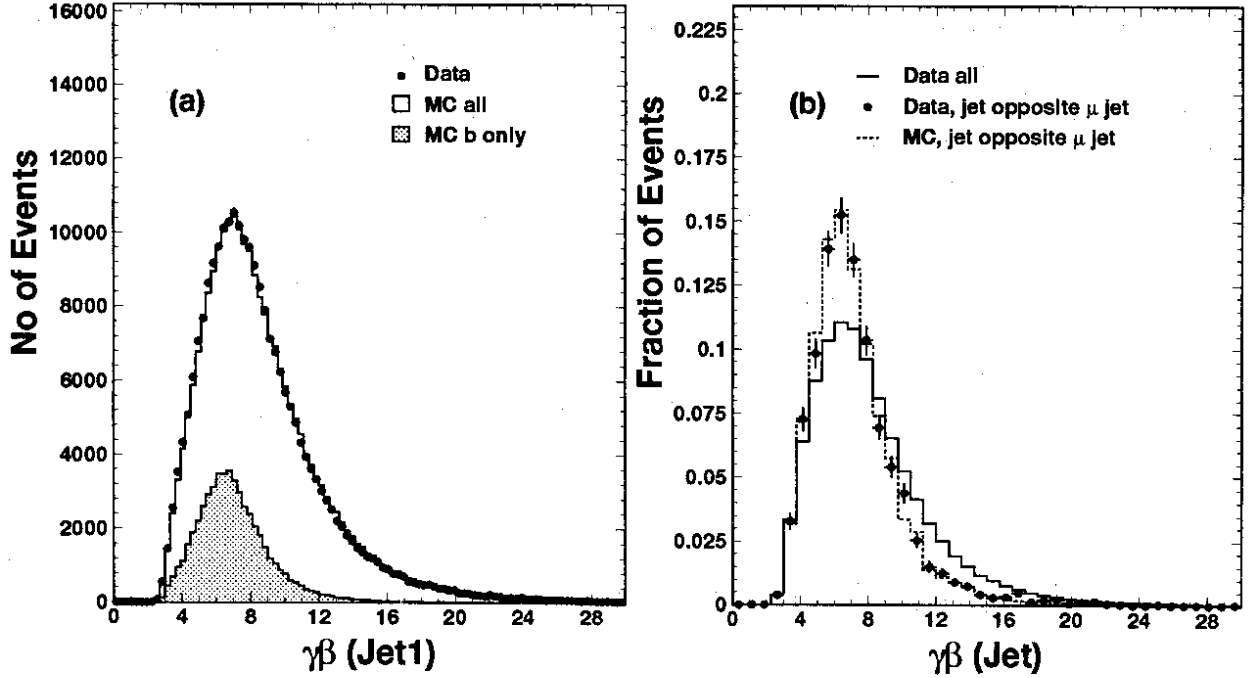 16000
14000
12000
10000
8000
6000
4000
2000
0
No of Events
(a)
Data
MC all
MC b only
0 4 8 12 16 20 24 28
γβ (Jet1)
0.225
0.2
0.175
0.15
0.125
0.1
0.075
0.05
0.025
0
Fraction of Events
(b)
Data all
Data, jet opposite μ jet
MC, jet opposite μ jet
0 4 8 12 16 20 24 28
γβ (Jet)